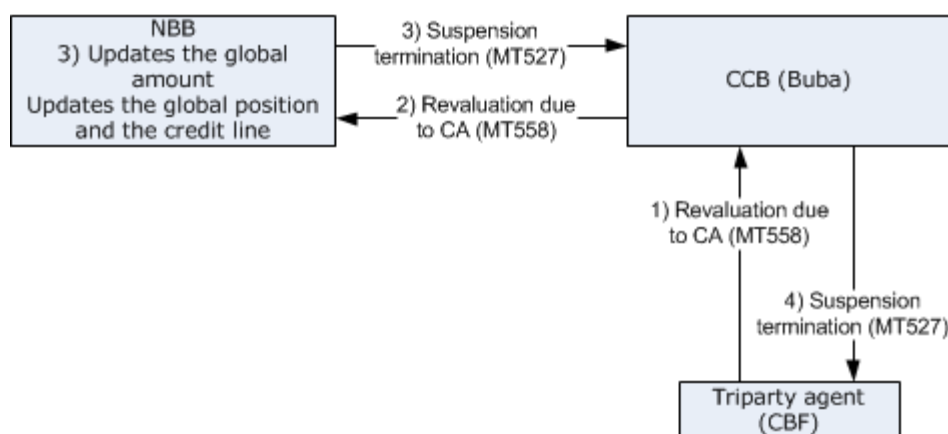 NBB
3) Updates the global
amount
Updates the global position
and the credit line
3) Suspension
termination (MT527)
2) Revaluation due
to CA (MT558)
CCB (Buba)
1) Revaluation due
to CA (MT558)
4) Suspension
termination (MT527)
Triparty agent
(CBF)